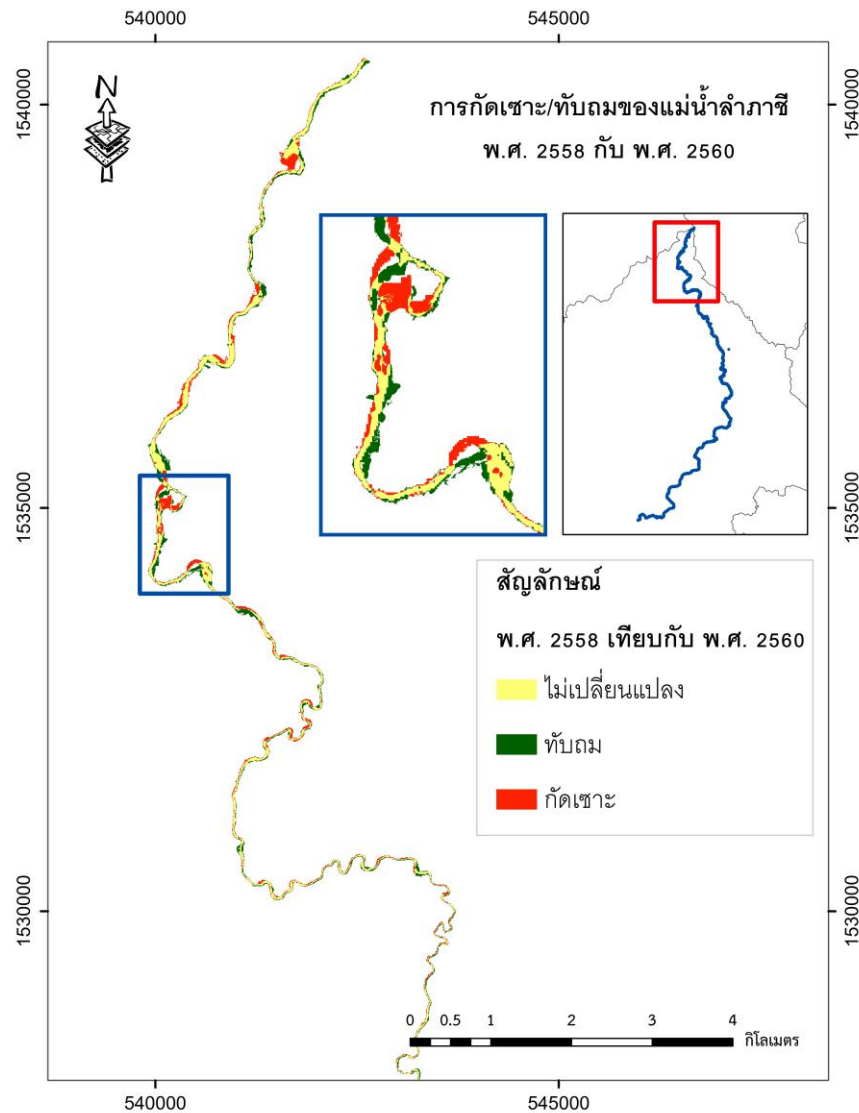 540000 545000
1540000 1540000
N
การกัดเซาะ/ทับถมของแม่น้ำลำภาชี
พ.ศ. 2558 กับ พ.ศ. 2560
1535000 1535000
สัญลักษณ์
พ.ศ. 2558 เทียบกับ พ.ศ. 2560
ไม่เปลี่ยนแปลง
ทับถม
กัดเซาะ
1530000 1530000
0 0.5 1 2 3 4
กิโลเมตร
540000 545000